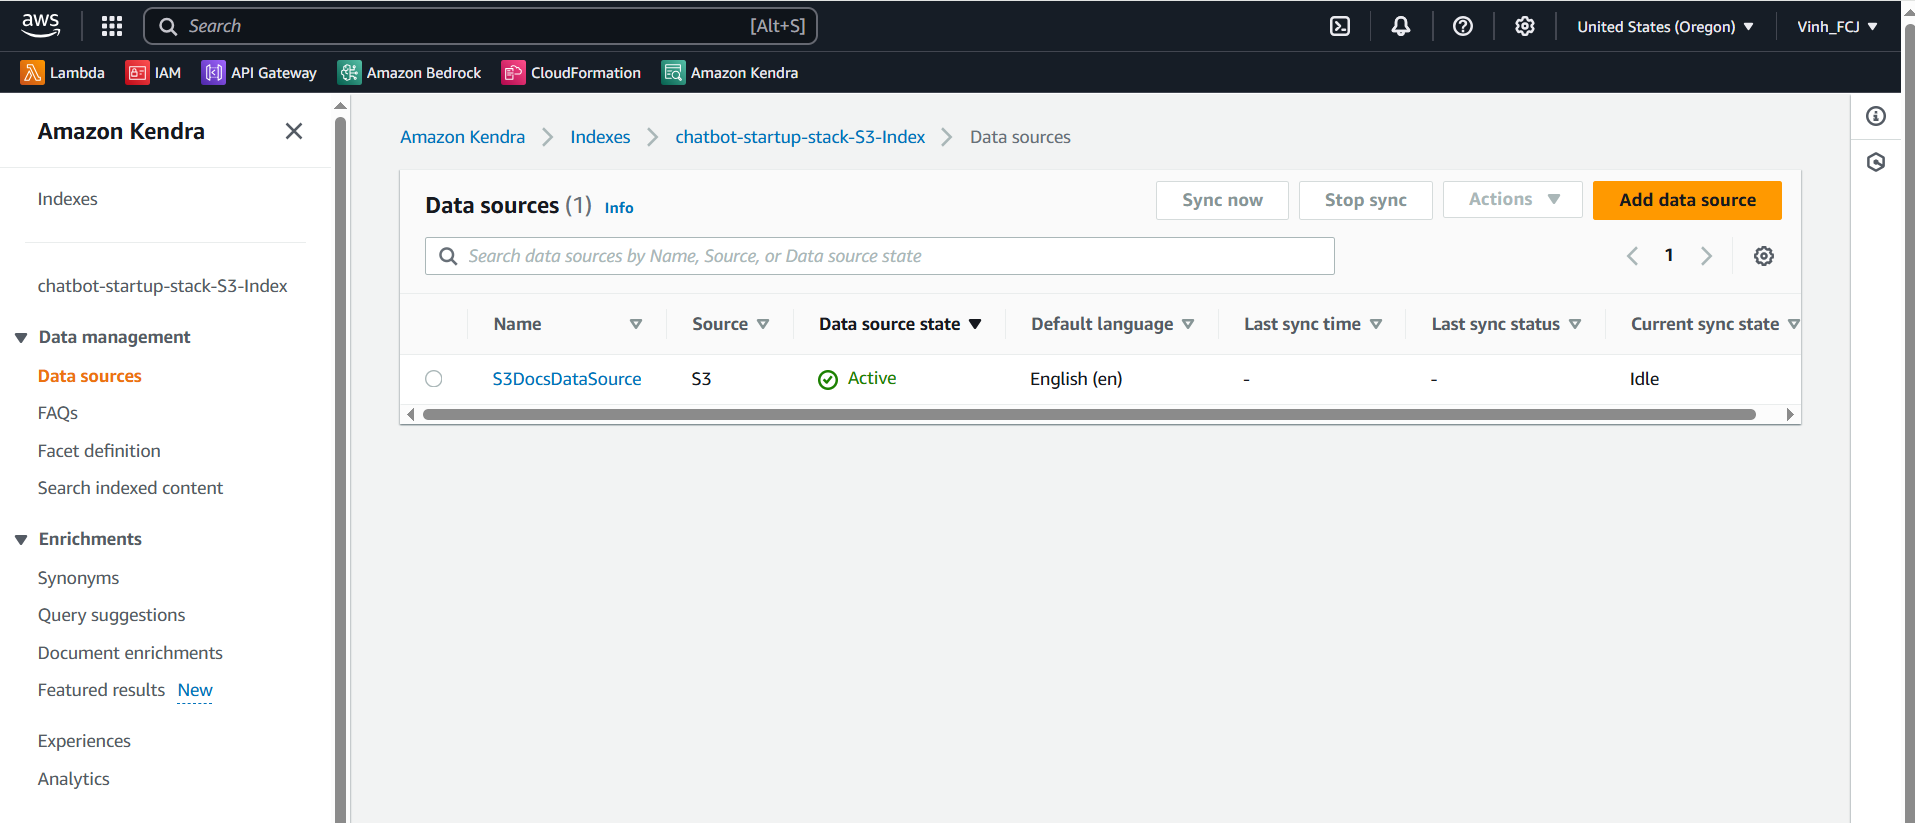 aws
Search [Alt+S]
United States (Oregon)
Vinh_FCJ
Lambda IAM API Gateway Amazon Bedrock CloudFormation Amazon Kendra
Amazon Kendra
Indexes
chatbot-startup-stack-S3-Index
Data management
Data sources
FAQs
Facet definition
Search indexed content
Enrichments
Synonyms
Query suggestions
Document enrichments
Featured results New
Experiences
Analytics
Amazon Kendra Indexes chatbot-startup-stack-S3-Index Data sources
Data sources (1) Info
Sync now Stop sync Actions Add data source
Search data sources by Name, Source, or Data source state
1
Name Source Data source state Default language Last sync time Last sync status Current sync state
S3DocsDataSource S3 Active English (en) - - Idle